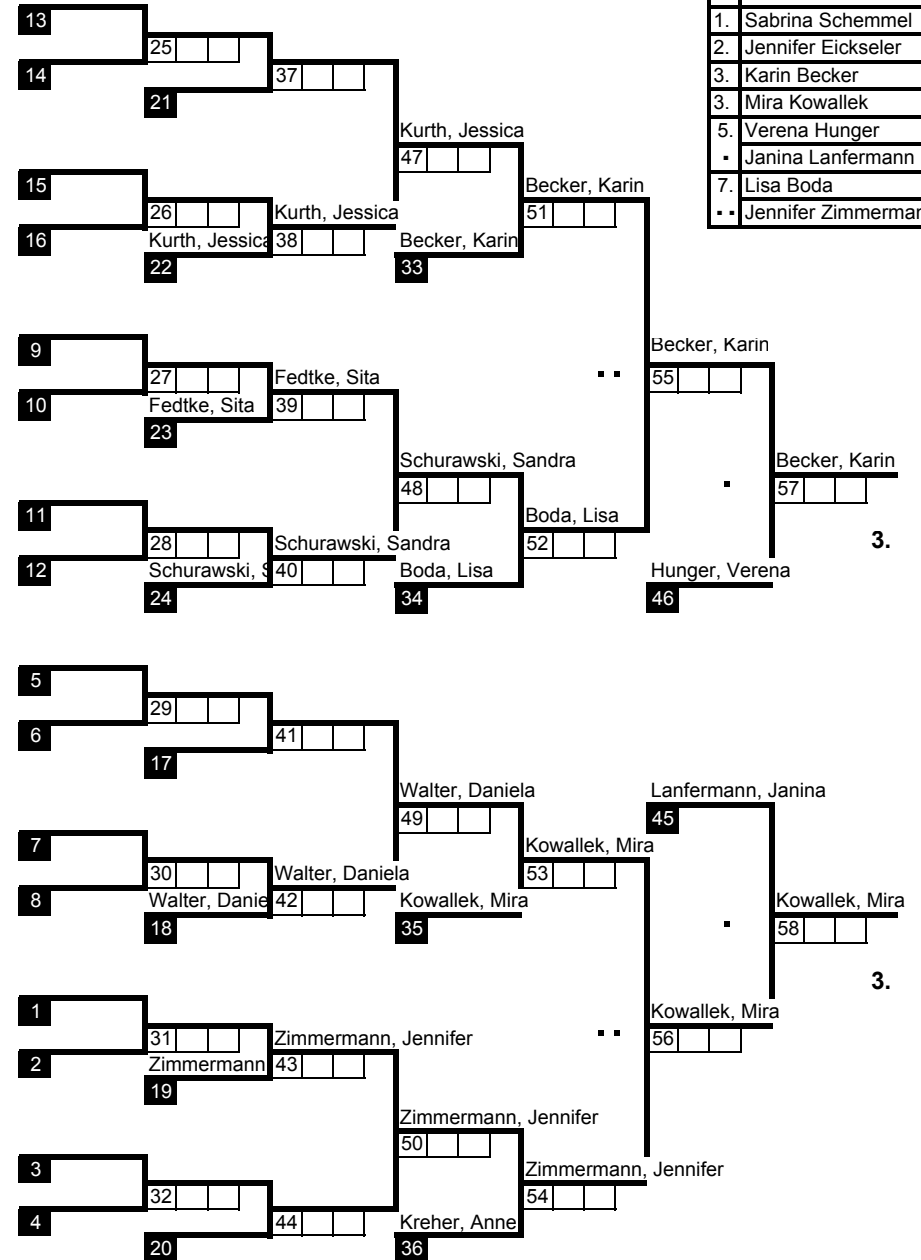 13
1. Sabrina Schemmel
25
2. Jennifer Eickseler
14
37
3. Karin Becker
21
3. Mira Kowallek
Kurth, Jessica
5. Verena Hunger
47
▪ Janina Lanfermann
15
Becker, Karin
7. Lisa Boda
26
Kurth, Jessica
51
▪ ▪ Jennifer
16
Kurth, Jessica
38
Becker, Karin
22
33
9
Becker, Karin
27
Fedtke, Sita
▪ ▪
55
10
Fedtke, Sita
39
23
Schurawski, Sandra
Becker, Karin
48
▪
57
11
Boda, Lisa
28
Schurawski, Sandra
52
3.
12
Schurawski,
40
Boda, Lisa
Hunger, Verena
24
34
46
5
29
6
41
17
Walter, Daniela
Lanfermann, Janina
49
45
7
Kowallek, Mira
30
Walter, Daniela
53
8
Walter,
42
Kowallek, Mira
Kowallek, Mira
18
35
▪
58
3.
1
Kowallek, Mira
31
Zimmermann, Jennifer
▪ ▪
56
2
Zimmermann
43
19
Zimmermann, Jennifer
50
3
Zimmermann, Jennifer
32
54
4
44
Kreher, Anne
20
36